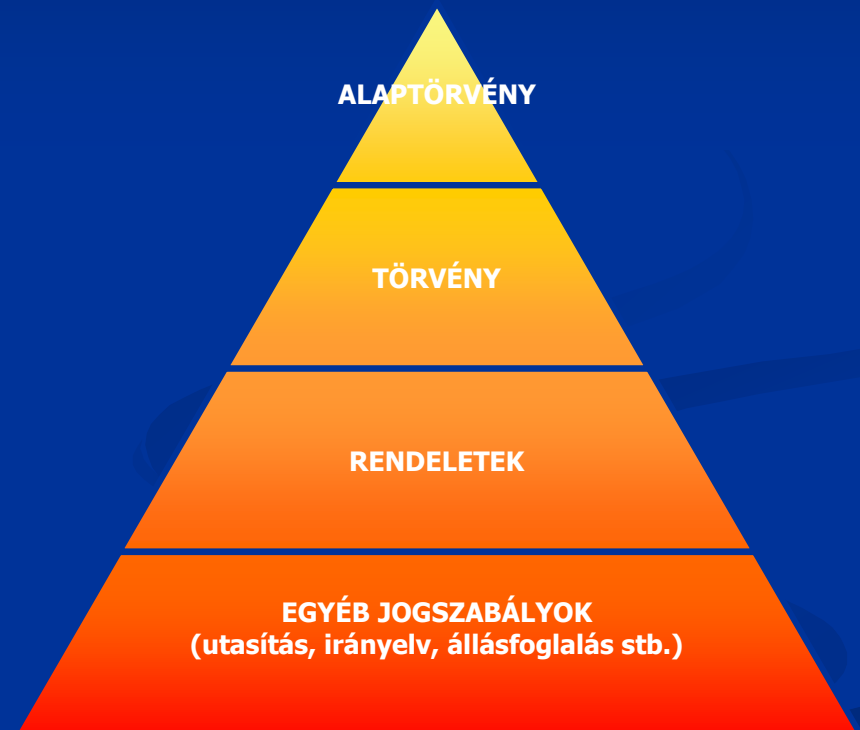 ALAPTÖRVÉNY
TÖRVÉNY
RENDELETEK
EGYÉB JOGSZABÁLYOK
(utasítás, irányelv, állásfoglalás stb.)